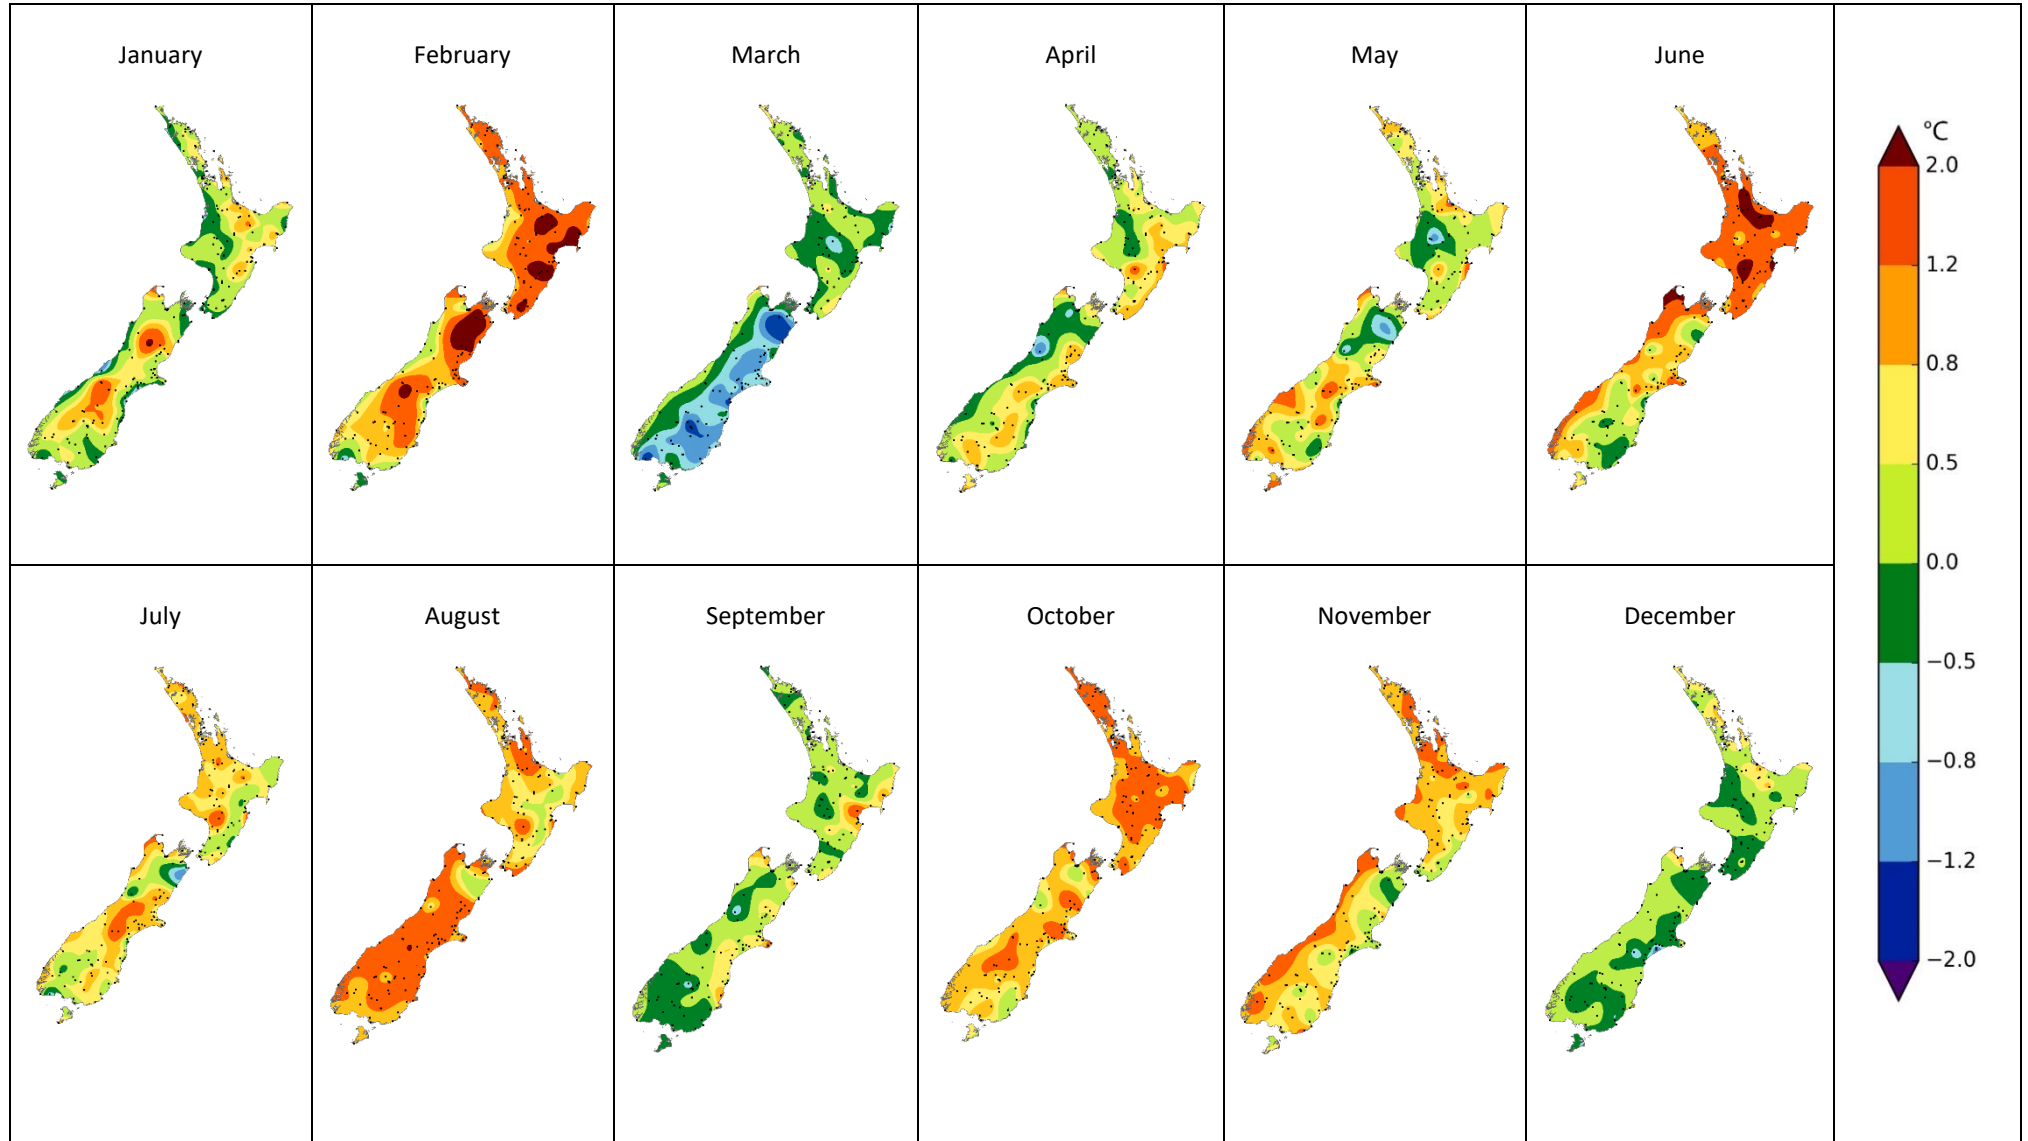 January
February
March
April
May
June
°C
2.0
1.2
0.8
0.5
0.0
−0.5
−0.8
−1.2
−2.0
July
August
September
October
November
December